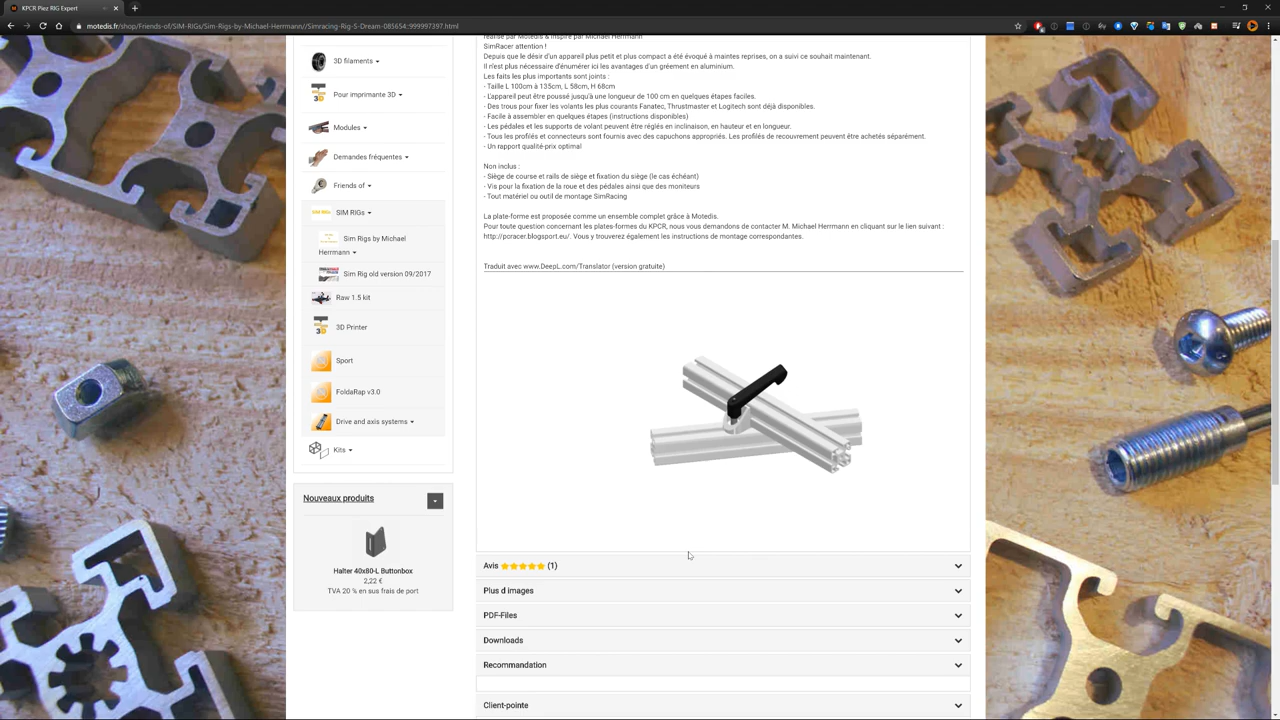 KPCR Piez RIG Expert
motedis.fr/shop/Friends-of/SIM-RIGs/Sim-Rigs-by-Michael-Herrmann//Simracing-Rig-S-Dream-085654::999997397.html
3D filaments
Pour imprimante 3D
Modules
Demandes fréquentes
Friends of
SIM RIGs
SIM RIGs
Sim Rigs by Michael
Herrmann
Sim Rig old version 09/2017
Raw 1.5 kit
3D Printer
Sport
FoldaRap v3.0
Drive and axis systems
Kits
Nouveaux produits
Halter 40x80-L Buttonbox
2,22 €
TVA 20 % en sus frais de port
réalisé par Motedis & inspiré par Michael Herrmann
SimRacer attention !
Depuis que le désir d'un appareil plus petit et plus compact a été évoqué à maintes reprises, on a suivi ce souhait maintenant.
Il n'est plus nécessaire d'énumérer ici les avantages d'un gréement en aluminium.
Les faits les plus importants sont joints :
- Taille L 100cm à 135cm, L 58cm, H 68cm
- L'appareil peut être poussé jusqu'à une longueur de 100 cm en quelques étapes faciles.
- Des trous pour fixer les volants les plus courants Fanatec, Thrustmaster et Logitech sont déjà disponibles.
- Facile à assembler en quelques étapes (instructions disponibles)
- Les pédales et les supports de volant peuvent être réglés en inclinaison, en hauteur et en longueur.
- Tous les profilés et connecteurs sont fournis avec des capuchons appropriés. Les profilés de recouvrement peuvent être achetés séparément.
- Un rapport qualité-prix optimal
Non inclus :
- Siège de course et rails de siège et fixation du siège (le cas échéant)
- Vis pour la fixation de la roue et des pédales ainsi que des moniteurs
- Tout matériel ou outil de montage SimRacing
La plate-forme est proposée comme un ensemble complet grâce à Motedis.
Pour toute question concernant les plates-formes du KPCR, nous vous demandons de contacter M. Michael Herrmann en cliquant sur le lien suivant :
http://pcracer.blogspot.eu/. Vous y trouverez également les instructions de montage correspondantes.
Traduit avec www.DeepL.com/Translator (version gratuite)
Avis (1)
Plus d images
PDF-Files
Downloads
Recommandation
Client-pointe